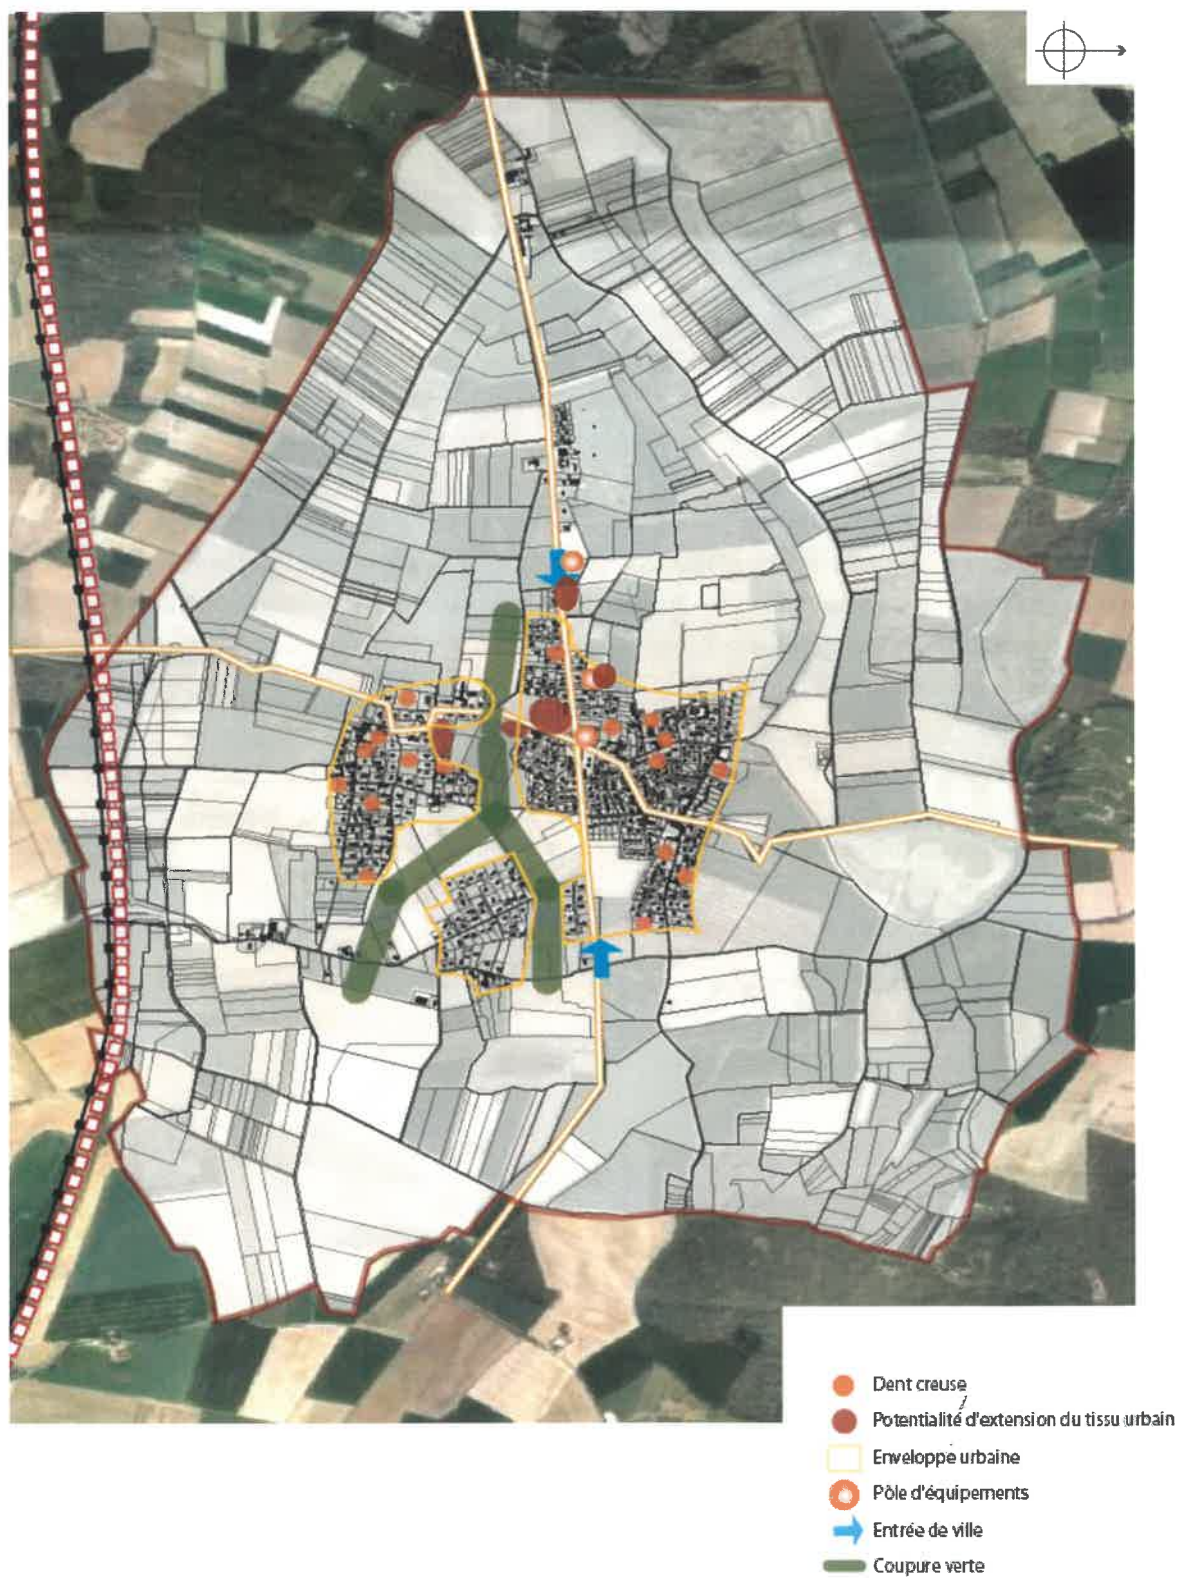 Dent creuse
Potentialité d'extension du tissu urbain
Enveloppe urbaine
Pôle d'équipements
Entrée de ville
Coupure verte